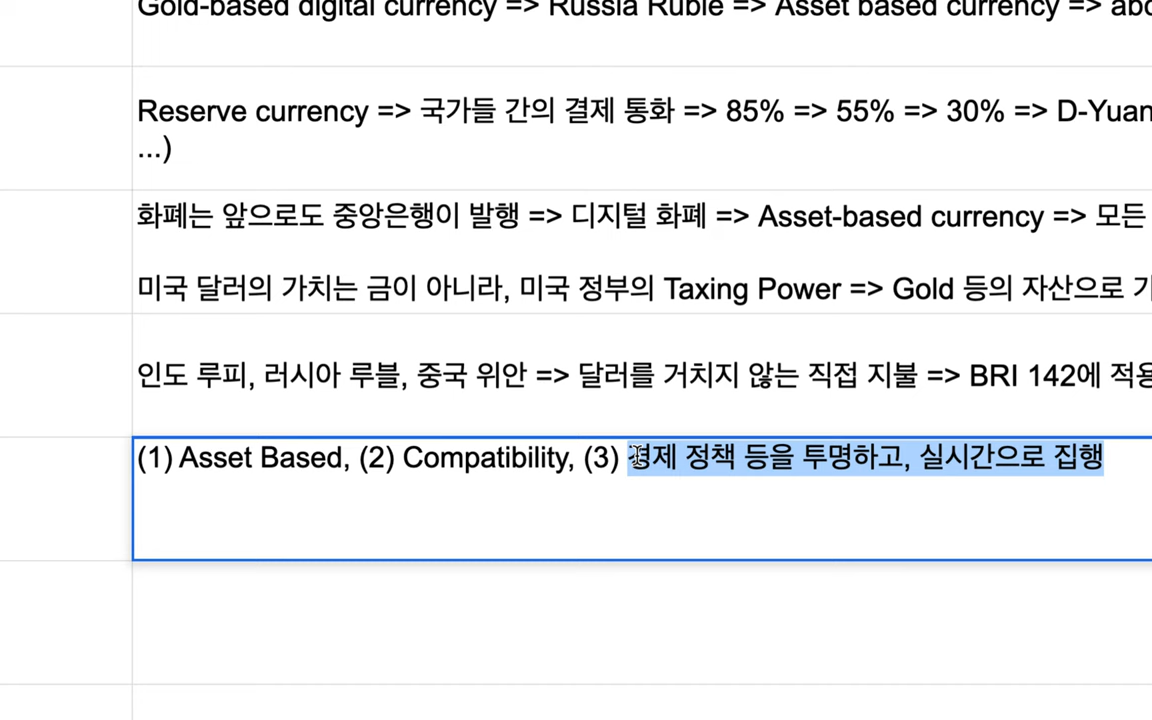 Gold-based digital currency => Russia Ruble => Asset based currency =>
Reserve currency => 국가들 간의 결제 통화 => 85% => 55% => 30% => D-Yuan
...)
화폐는 앞으로도 중앙은행이 발행 => 디지털 화폐 => Asset-based currency => 모든
미국 달러의 가치는 금이 아니라, 미국 정부의 Taxing Power => Gold 등의 자산으로
인도 루피, 러시아 루블, 중국 위안 => 달러를 거치지 않는 직접 지불 => BRI 142에
(1) Asset Based, (2) Compatibility, (3) 경제 정책 등을 투명하고, 실시간으로 집행